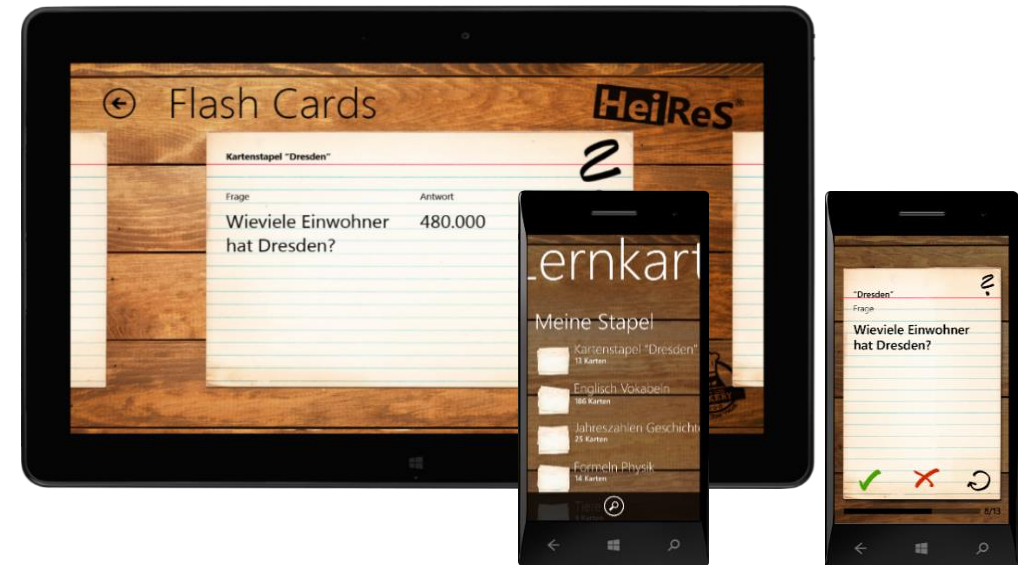 Flash Cards
HeiReS®
Kartenstapel "Dresden"
Frage
Antwort
Wieviele Einwohner
hat Dresden?
480.000
Lernkart
Meine Stapel
Kartenstapel "Dresden"
13 Karten
Englisch Vokabeln
186 Karten
Jahreszahlen Geschichte
25 Karten
Formeln Physik
14 Karten
Tiere
"Dresden"
Frage
Wieviele Einwohner
hat Dresden?
8/13